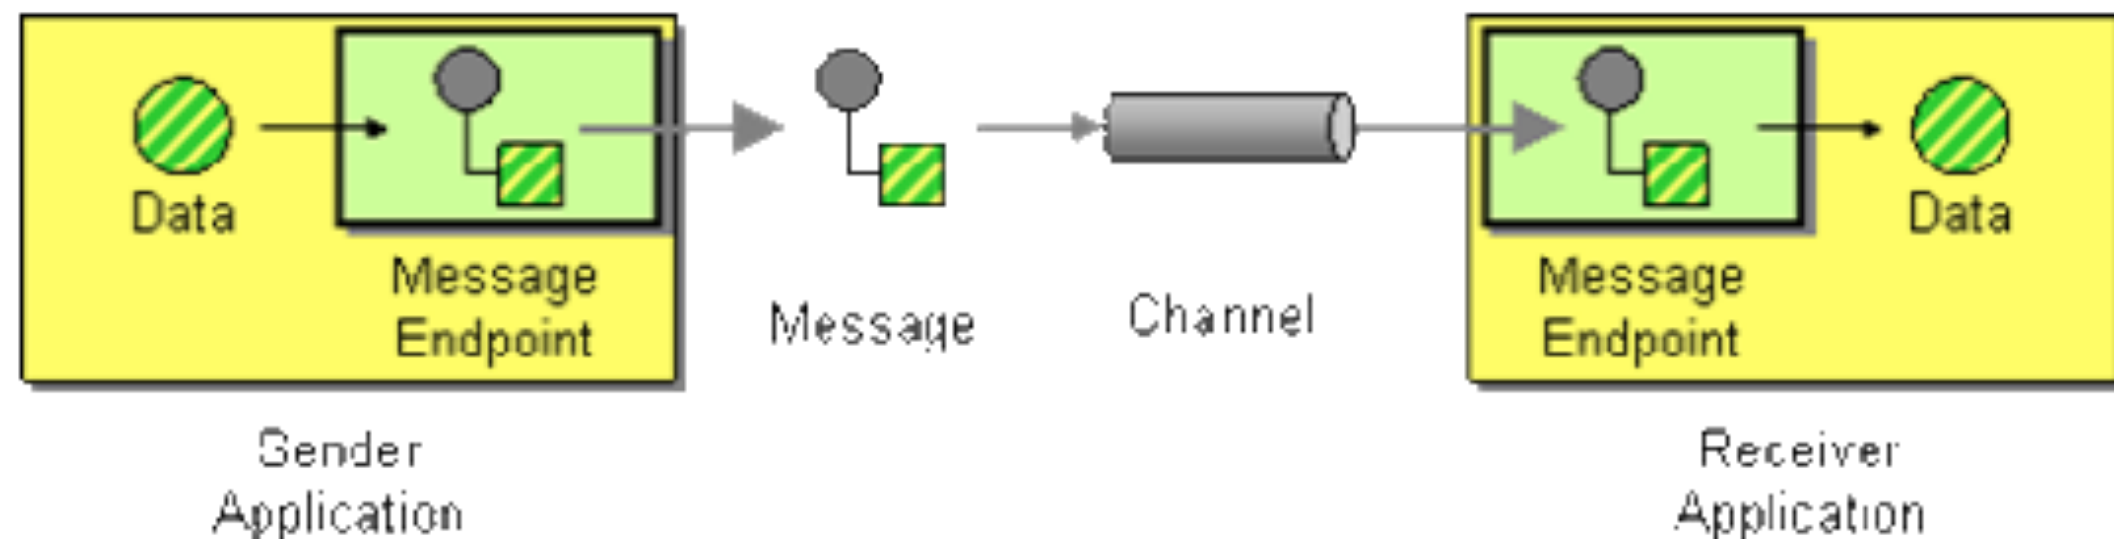 Data
Message
Endpoint
Message
Channel
Message
Endpoint
Data
Sender
Application
Receiver
Application